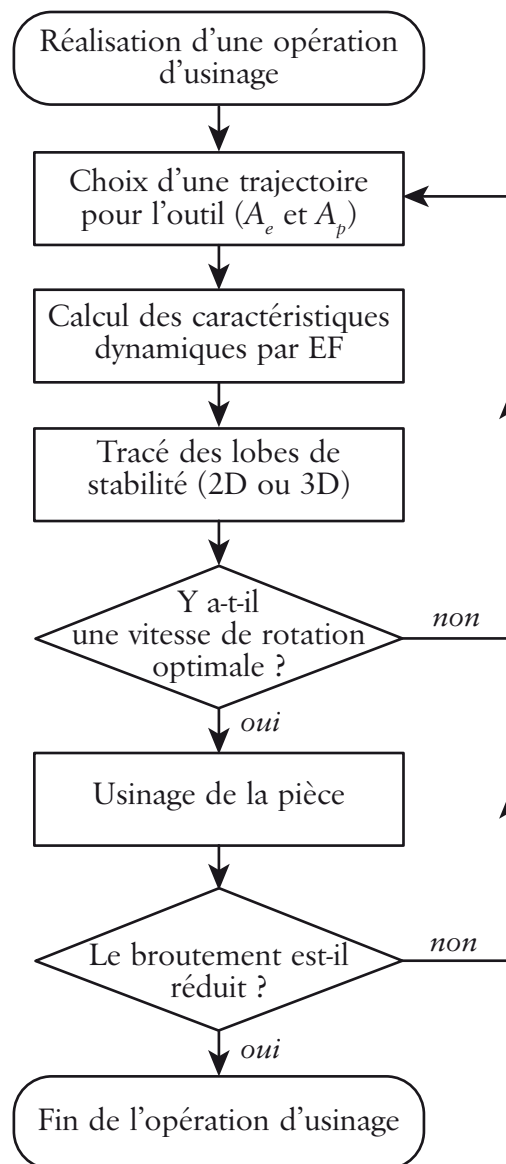 Réalisation d’une opération
d’usinage
Choix d’une trajectoire
pour l’outil (Ae et Ap)
Calcul des caractéristiques
dynamiques par EF
Tracé des lobes de
stabilité (2D ou 3D)
Y a-t-il
une vitesse de rotation
optimale ?
non
oui
Usinage de la pièce
Le broutement est-il
réduit ?
non
oui
Fin de l’opération d’usinage